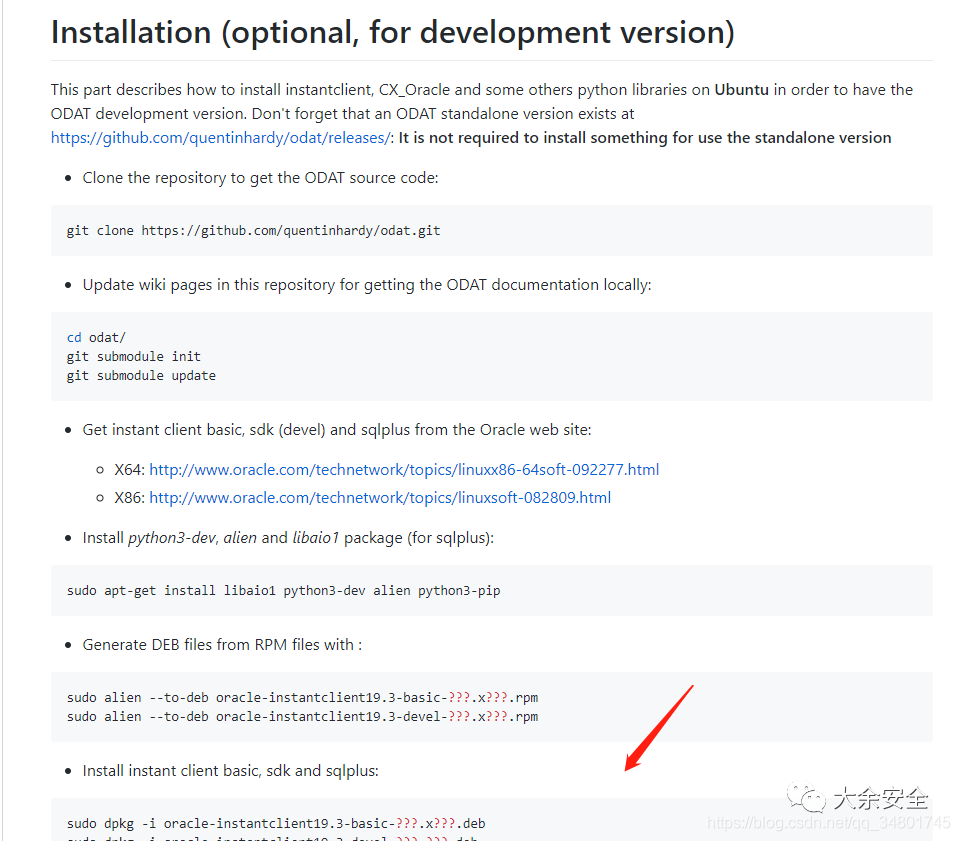 Installation (optional, for development version)
This part describes how to install instantclient, CX_Oracle and some others python libraries on Ubuntu in order to have the
ODAT development version. Don't forget that an ODAT standalone version exists at
https://github.com/quentinhardy/odat/releases/: It is not required to install something for use the standalone version
Clone the repository to get the ODAT source code:
git clone https://github.com/quentinhardy/odat.git
Update wiki pages in this repository for getting the ODAT documentation locally:
cd odat/
git submodule init
git submodule update
Get instant client basic, sdk (devel) and sqlplus from the Oracle web site:
X64: http://www.oracle.com/technetwork/topics/linuxx86-64soft-092277.html
X86: http://www.oracle.com/technetwork/topics/linuxsoft-082809.html
Install python3-dev, alien and libaio1 package (for sqlplus):
sudo apt-get install libaio1 python3-dev alien python3-pip
Generate DEB files from RPM files with :
sudo alien --to-deb oracle-instantclient19.3-basic-???.x???.rpm
sudo alien --to-deb oracle-instantclient19.3-devel-???.x???.rpm
Install instant client basic, sdk and sqlplus:
大余安全
sudo dpkg -i oracle-instantclient19.3-basic-???.x???.deb
https://blog.csdn.net/qq_34801745
sudo dpkg -i oracle-instantclient19.3-devel-???.x???.deb